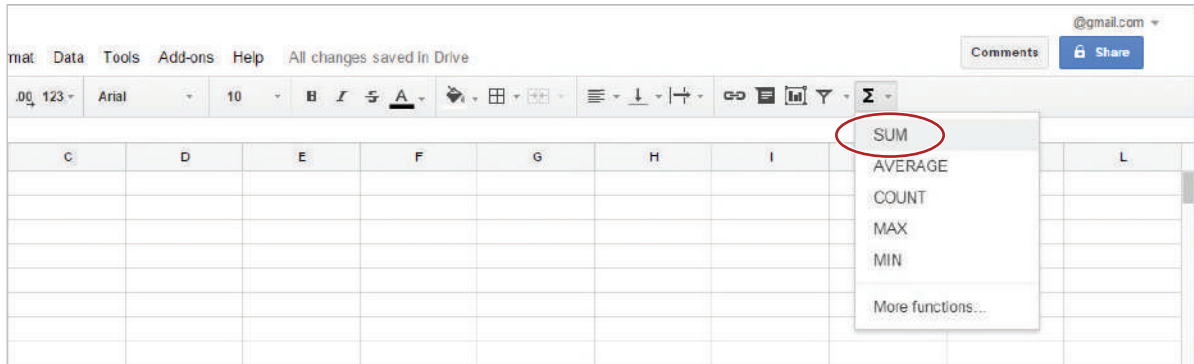 @gmail.com
rmat Data Tools Add-ons Help All changes saved in Drive Comments Share
.00 123 Arial 10 B I S A Σ
SUM
C D E F G H I L
AVERAGE
COUNT
MAX
MIN
More functions...